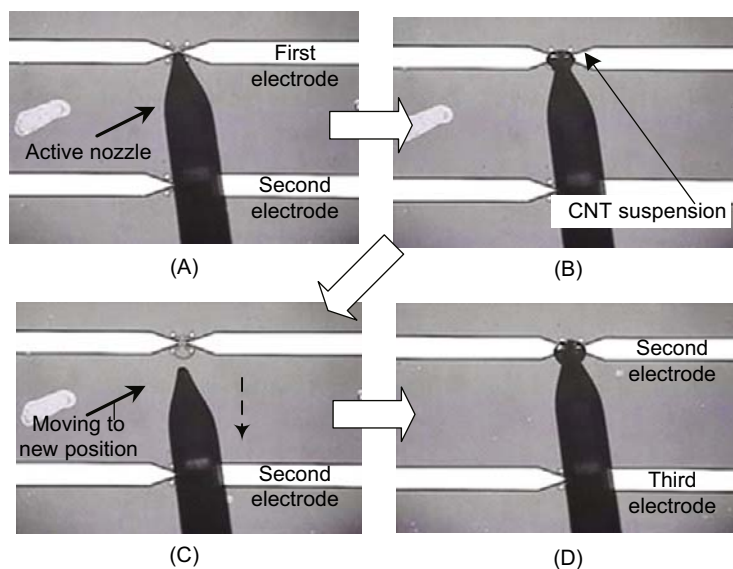 First
electrode
Active nozzle
Second
electrode
(A)
CNT suspension
(B)
Moving to
new position
Second
electrode
(C)
Second
electrode
Third
electrode
(D)